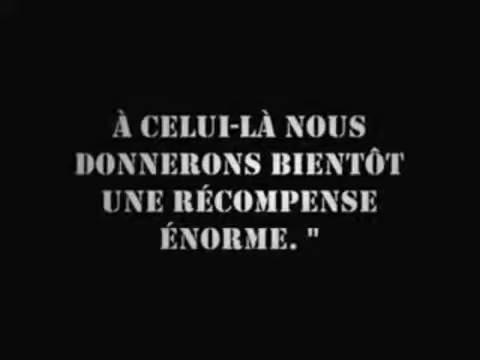 À CELUI-LÀ NOUS
DONNERONS BIENTÔT
UNE RÉCOMPENSE
ÉNORME. "